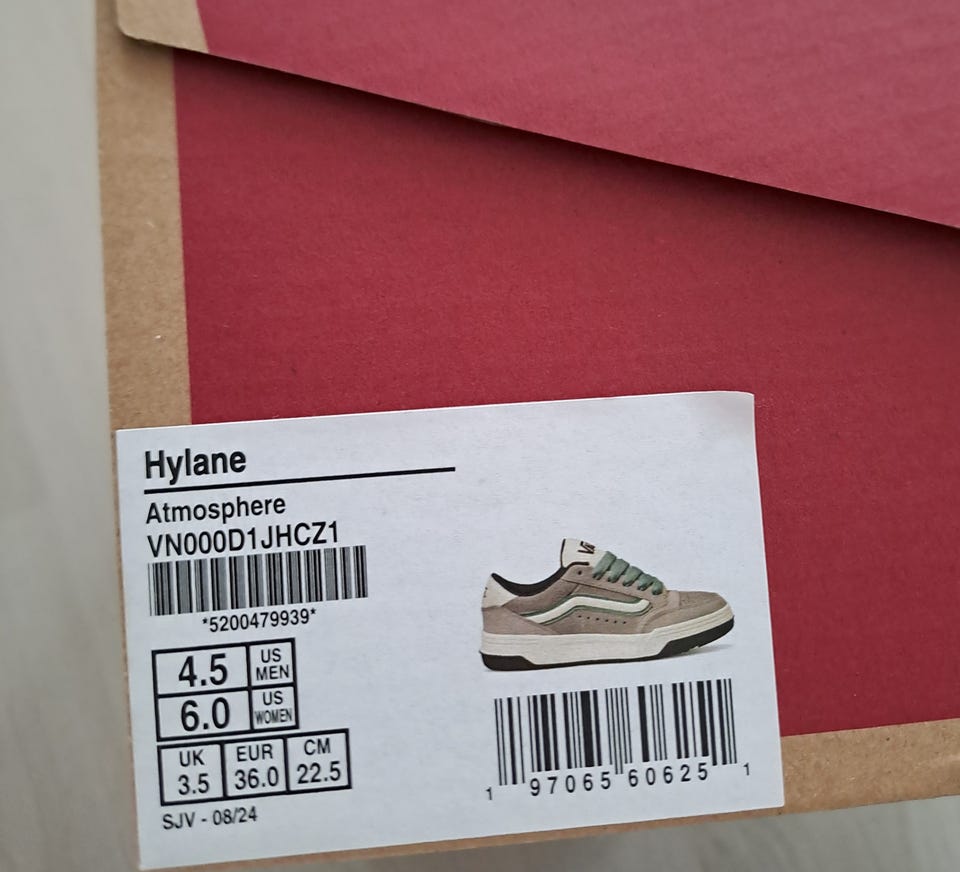 Hylane
Atmosphere
VN000D1JHCZ1
*5200479939*
4.5 US MEN
6.0 US WOMEN
UK EUR CM
3.5 36.0 22.5
SJV - 08/24
1 97065 60625 1